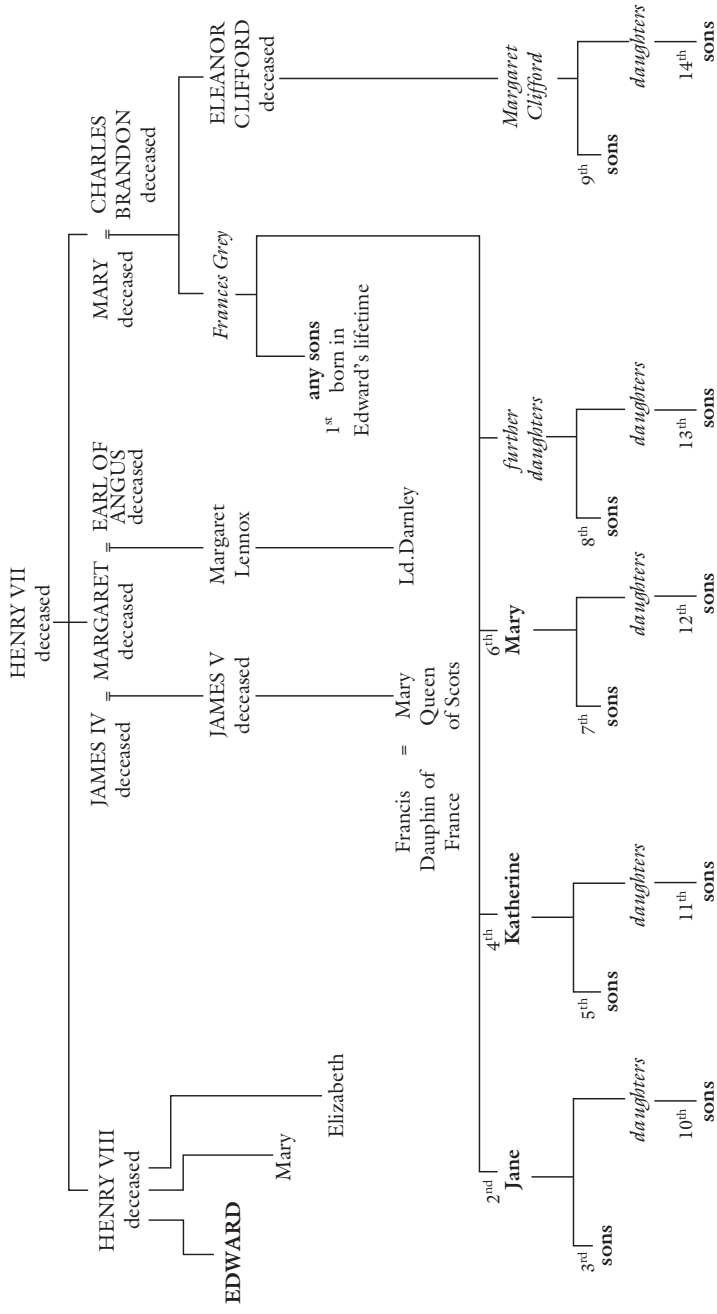 HENRY VII
deceased
HENRY VIII
deceased
JAMES IV
deceased
=
MARGARET
deceased
=
EARL OF
ANGUS
deceased
MARY
deceased
=
CHARLES
BRANDON
deceased
EDWARD
Mary
Elizabeth
JAMES V
deceased
Margaret
Lennox
Frances Grey
ELEANOR
CLIFFORD
deceased
Francis
Dauphin of
France
=
Mary
Queen
of Scots
Ld.Darnley
any sons
1st born in
Edward's lifetime
2nd
Jane
4th
Katherine
6th
Mary
further
daughters
Margaret
Clifford
3rd
sons
daughters
10th
sons
5th
sons
daughters
11th
sons
7th
sons
daughters
12th
sons
8th
sons
daughters
13th
sons
9th
sons
daughters
14th
sons